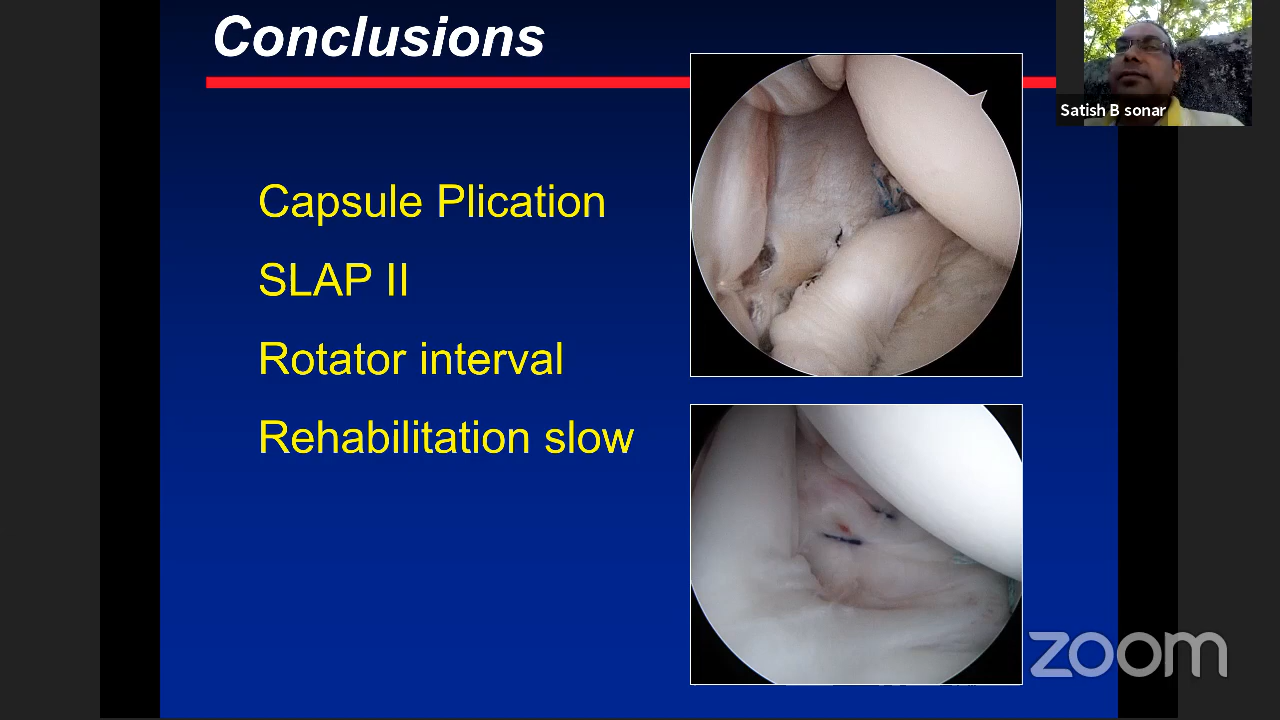 Conclusions
Satish B sonar
Capsule Plication
SLAP II
Rotator interval
Rehabilitation slow
zoom